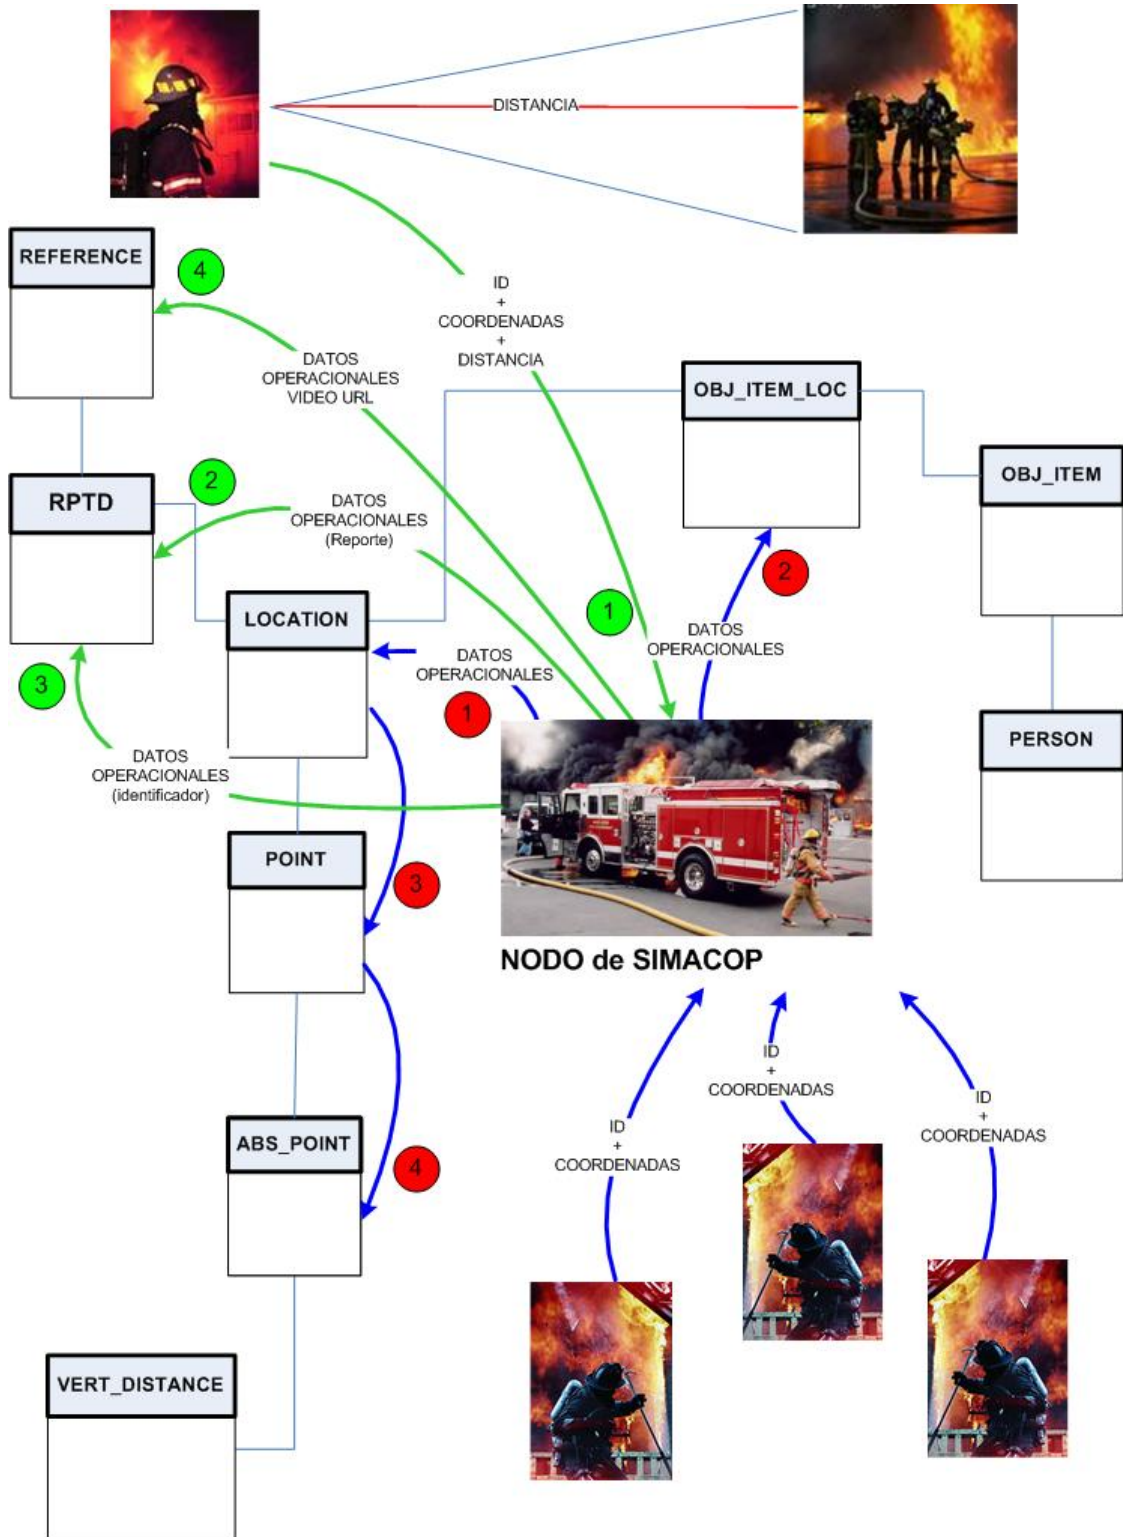 DISTANCIA
REFERENCE
4
ID
+
COORDENADAS
+
DISTANCIA
DATOS
OPERACIONALES
VIDEO URL
OBJ_ITEM_LOC
OBJ_ITEM
RPTD
2
DATOS
OPERACIONALES
(Reporte)
2
1
LOCATION
DATOS
OPERACIONALES
DATOS
OPERACIONALES
3
1
PERSON
DATOS
OPERACIONALES
(identificador)
POINT
3
NODO de SIMACOP
ID
+
COORDENADAS
ID
+
COORDENADAS
ID
+
COORDENADAS
ABS_POINT
4
VERT_DISTANCE